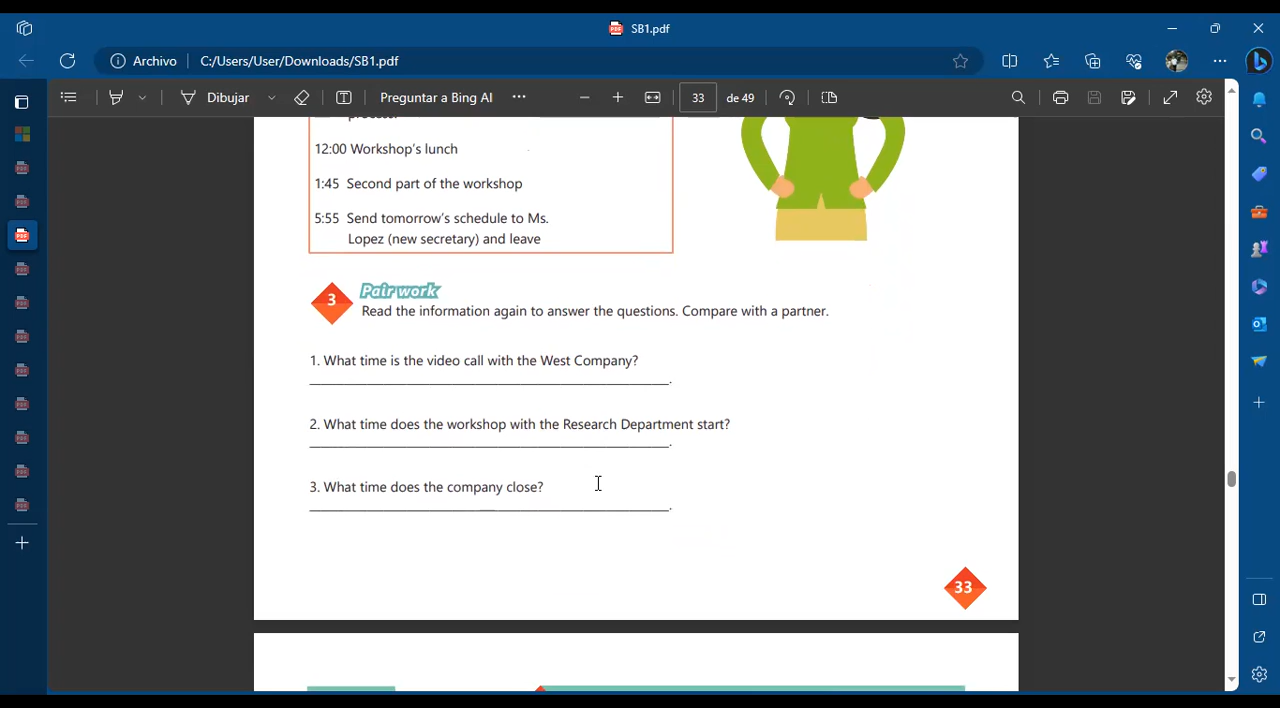 SB1.pdf
Archivo C:/Users/User/Downloads/SB1.pdf
Dibujar Preguntar a Bing AI 33 de 49
12:00 Workshop's lunch
1:45 Second part of the workshop
5:55 Send tomorrow's schedule to Ms.
Lopez (new secretary) and leave
3 Pair work
Read the information again to answer the questions. Compare with a partner.
1. What time is the video call with the West Company?
2. What time does the workshop with the Research Department start?
3. What time does the company close?
33